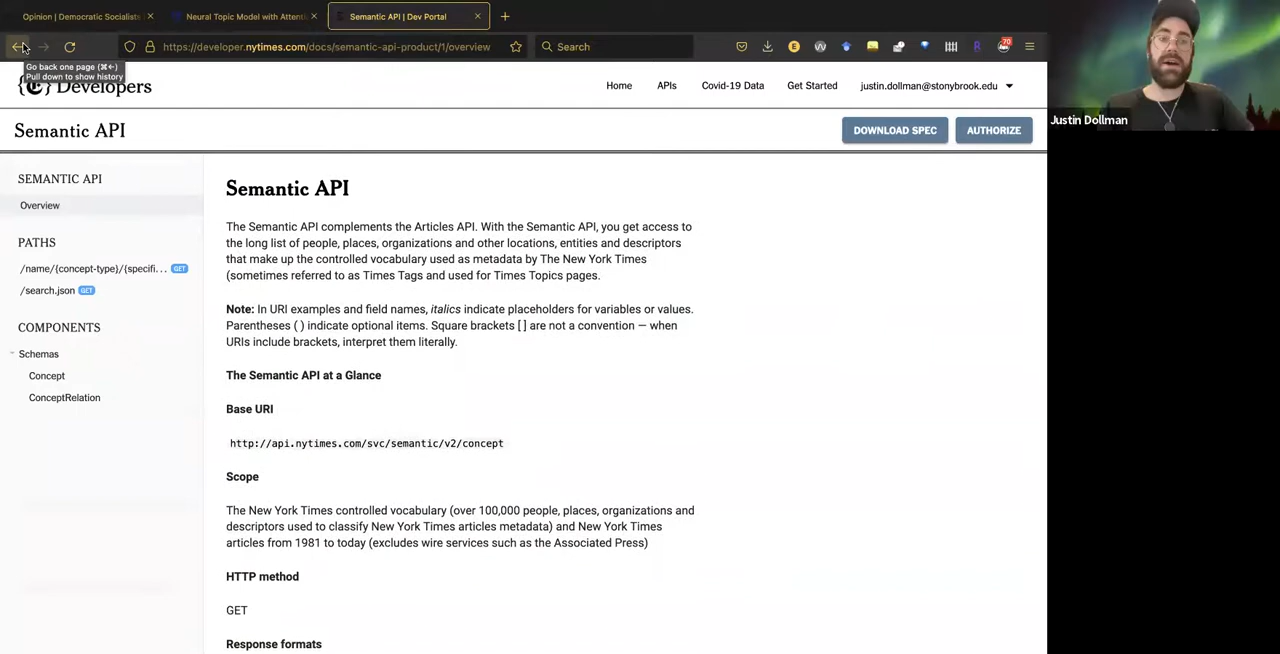 Opinion | Democratic Socialists
Neural Topic Model with Attenti
Semantic API | Dev Portal
https://developer.nytimes.com/docs/semantic-api-product/1/overview
Search
70
Go back one page (⌘←)
Pull down to show history
Developers
Home
APIs
Covid-19 Data
Get Started
justin.dollman@stonybrook.edu
Justin Dollman
Semantic API
DOWNLOAD SPEC
AUTHORIZE
SEMANTIC API
Overview
PATHS
/name/{concept-type}/{specifi... GET
/search.json GET
COMPONENTS
Schemas
Concept
ConceptRelation
Semantic API
The Semantic API complements the Articles API. With the Semantic API, you get access to
the long list of people, places, organizations and other locations, entities and descriptors
that make up the controlled vocabulary used as metadata by The New York Times
(sometimes referred to as Times Tags and used for Times Topics pages.
Note: In URI examples and field names, italics indicate placeholders for variables or values.
Parentheses ( ) indicate optional items. Square brackets [ ] are not a convention — when
URIs include brackets, interpret them literally.
The Semantic API at a Glance
Base URI
http://api.nytimes.com/svc/semantic/v2/concept
Scope
The New York Times controlled vocabulary (over 100,000 people, places, organizations and
descriptors used to classify New York Times articles metadata) and New York Times
articles from 1981 to today (excludes wire services such as the Associated Press)
HTTP method
GET
Response formats